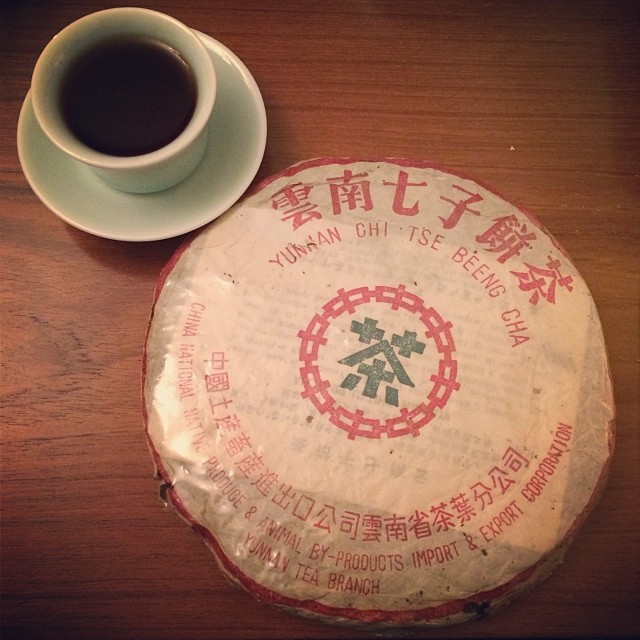 雲南七子餅茶
YUNNAN CHI TSE BEENG CHA
茶
中國土產畜產進出口公司雲南省茶葉分公司
CHINA NATIONAL NATIVE PRODUCE & ANIMAL BY-PRODUCTS IMPORT & EXPORT CORPORATION
YUNNAN TEA BRANCH